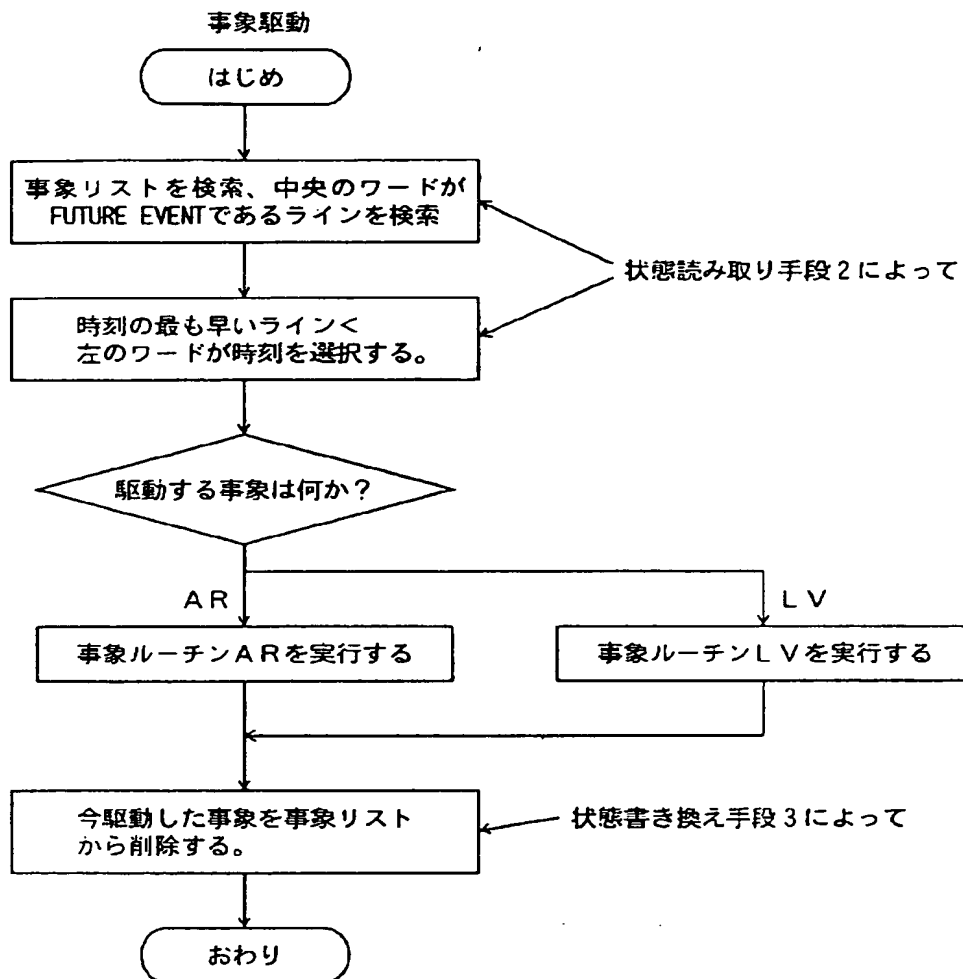 事象駆動
はじめ
事象リストを検索、中央のワードが
FUTURE EVENTであるラインを検索
状態読み取り手段2によって
時刻の最も早いライン<
左のワードが時刻を選択する。
駆動する事象は何か？
AR
LV
事象ルーチンARを実行する
事象ルーチンLVを実行する
今駆動した事象を事象リスト
から削除する。
状態書き換え手段3によって
おわり